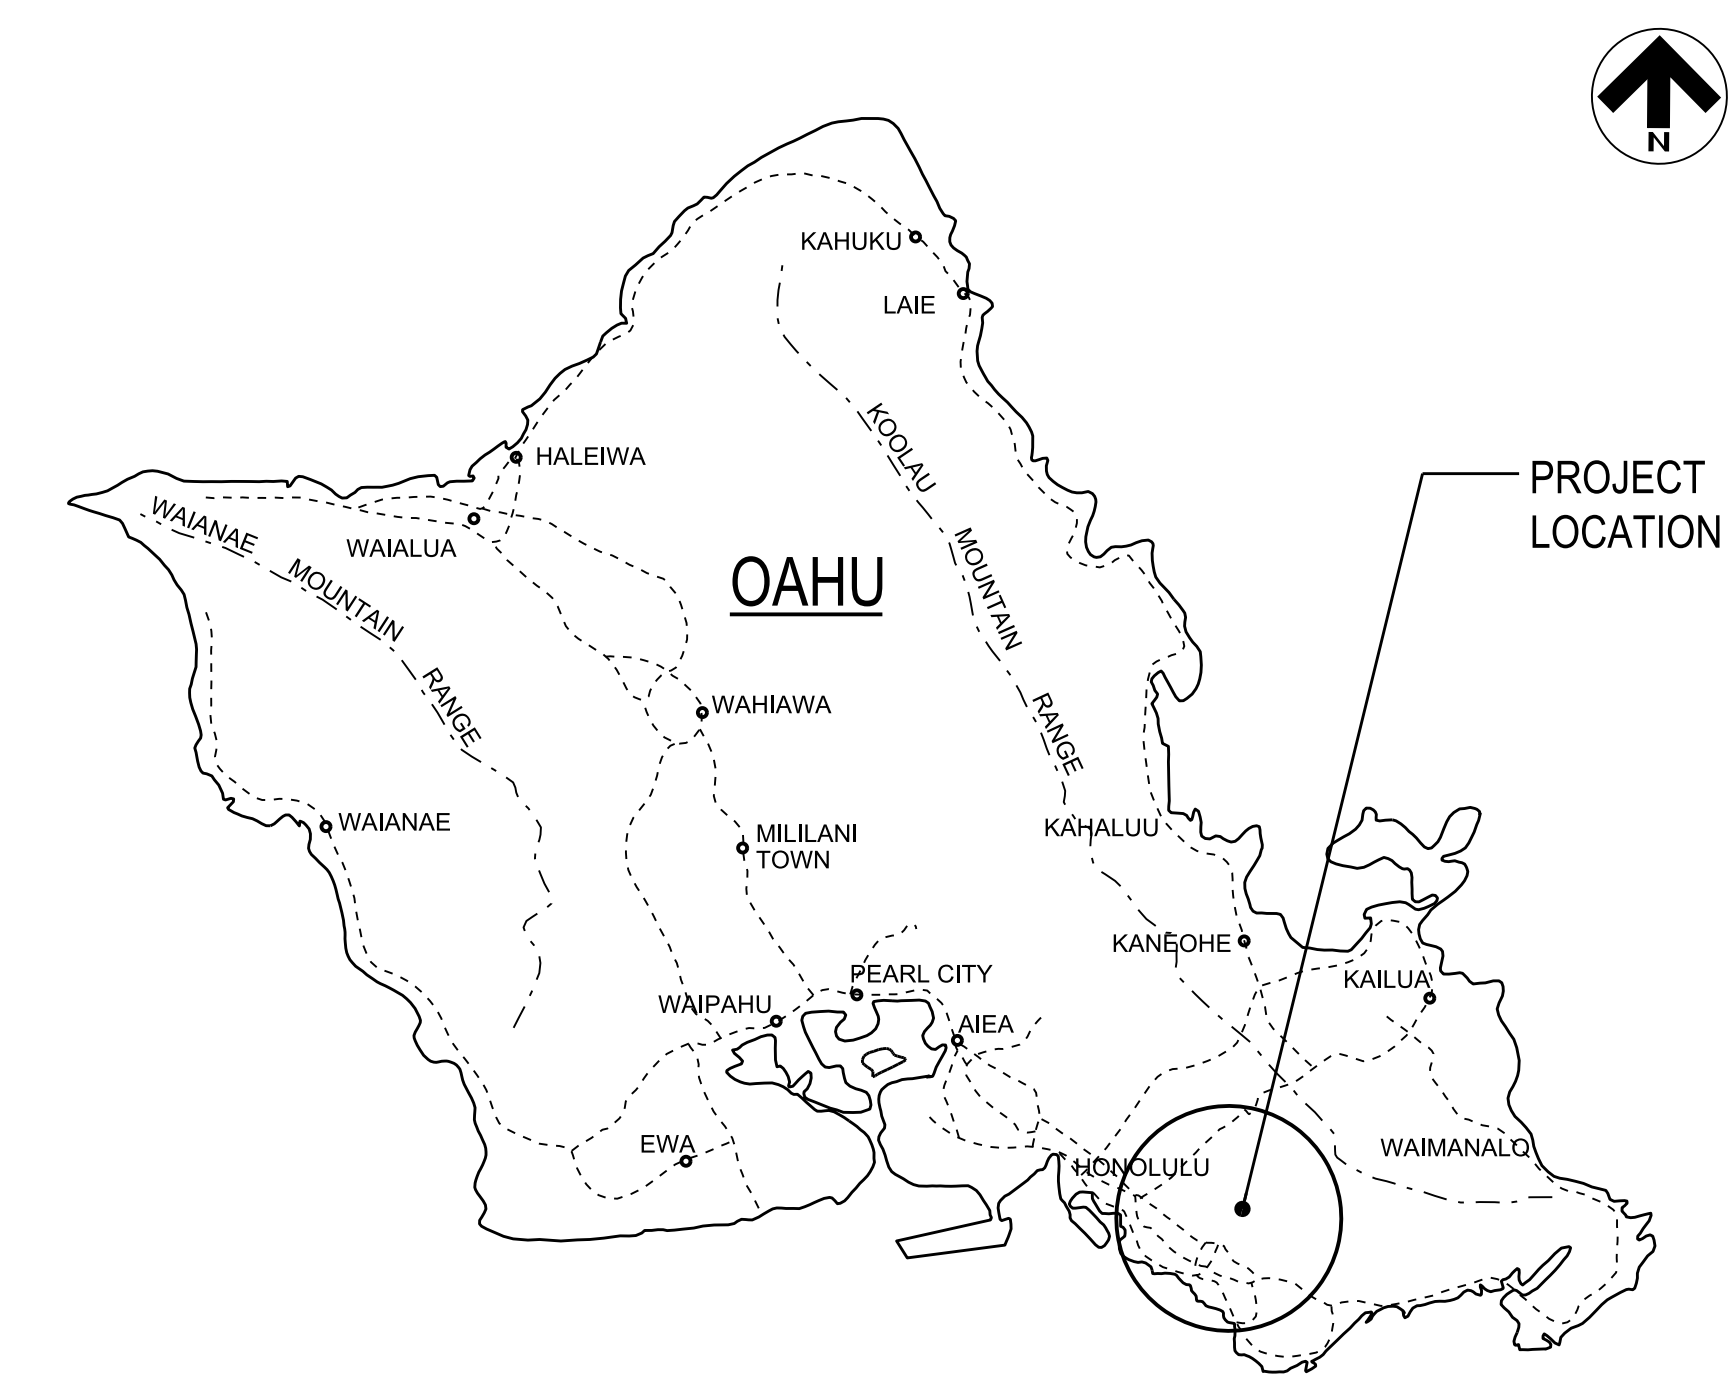 N
KAHUKU
LAIE
KOOLAU
MOUNTAIN
RANGE
HALEIWA
PROJECT
LOCATION
WAIANAE
MOUNTAIN
RANGE
WAIALUA
OAHU
WAHIAWA
WAIANAE
MILILANI
TOWN
KAHALUU
KANEOHE
PEARL CITY
KAILUA
WAIPAHU
AIEA
EWA
HONOLULU
WAIMANALO